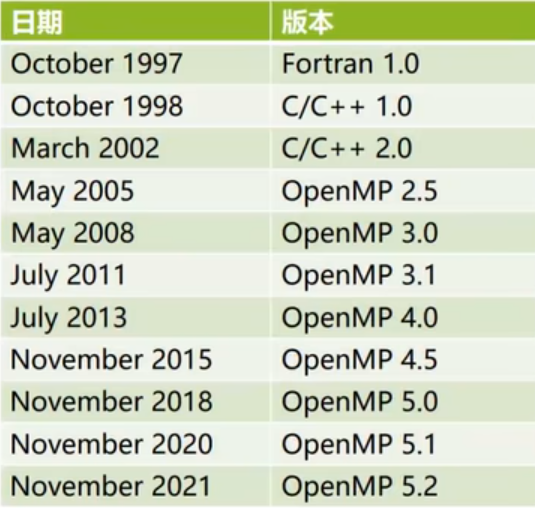 日期 版本
October 1997 Fortran 1.0
October 1998 C/C++ 1.0
March 2002 C/C++ 2.0
May 2005 OpenMP 2.5
May 2008 OpenMP 3.0
July 2011 OpenMP 3.1
July 2013 OpenMP 4.0
November 2015 OpenMP 4.5
November 2018 OpenMP 5.0
November 2020 OpenMP 5.1
November 2021 OpenMP 5.2